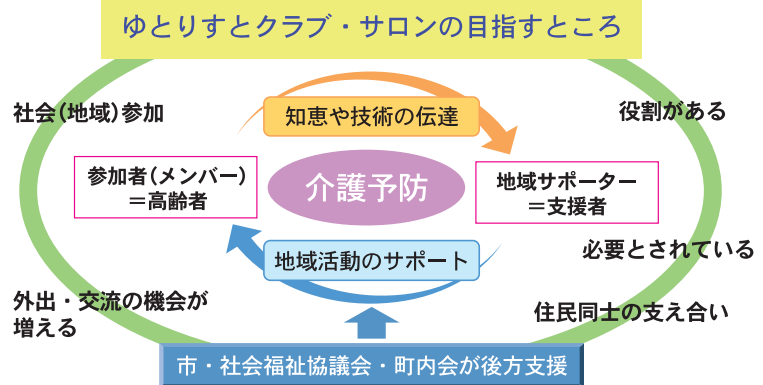 ゆとりすとクラブ・サロンの目指すところ
社会（地域）参加
知恵や技術の伝達
役割がある
参加者（メンバー）
＝高齢者
介護予防
地域サポーター
＝支援者
地域活動のサポート
必要とされている
外出・交流の機会が
増える
住民同士の支え合い
市・社会福祉協議会・町内会が後方支援